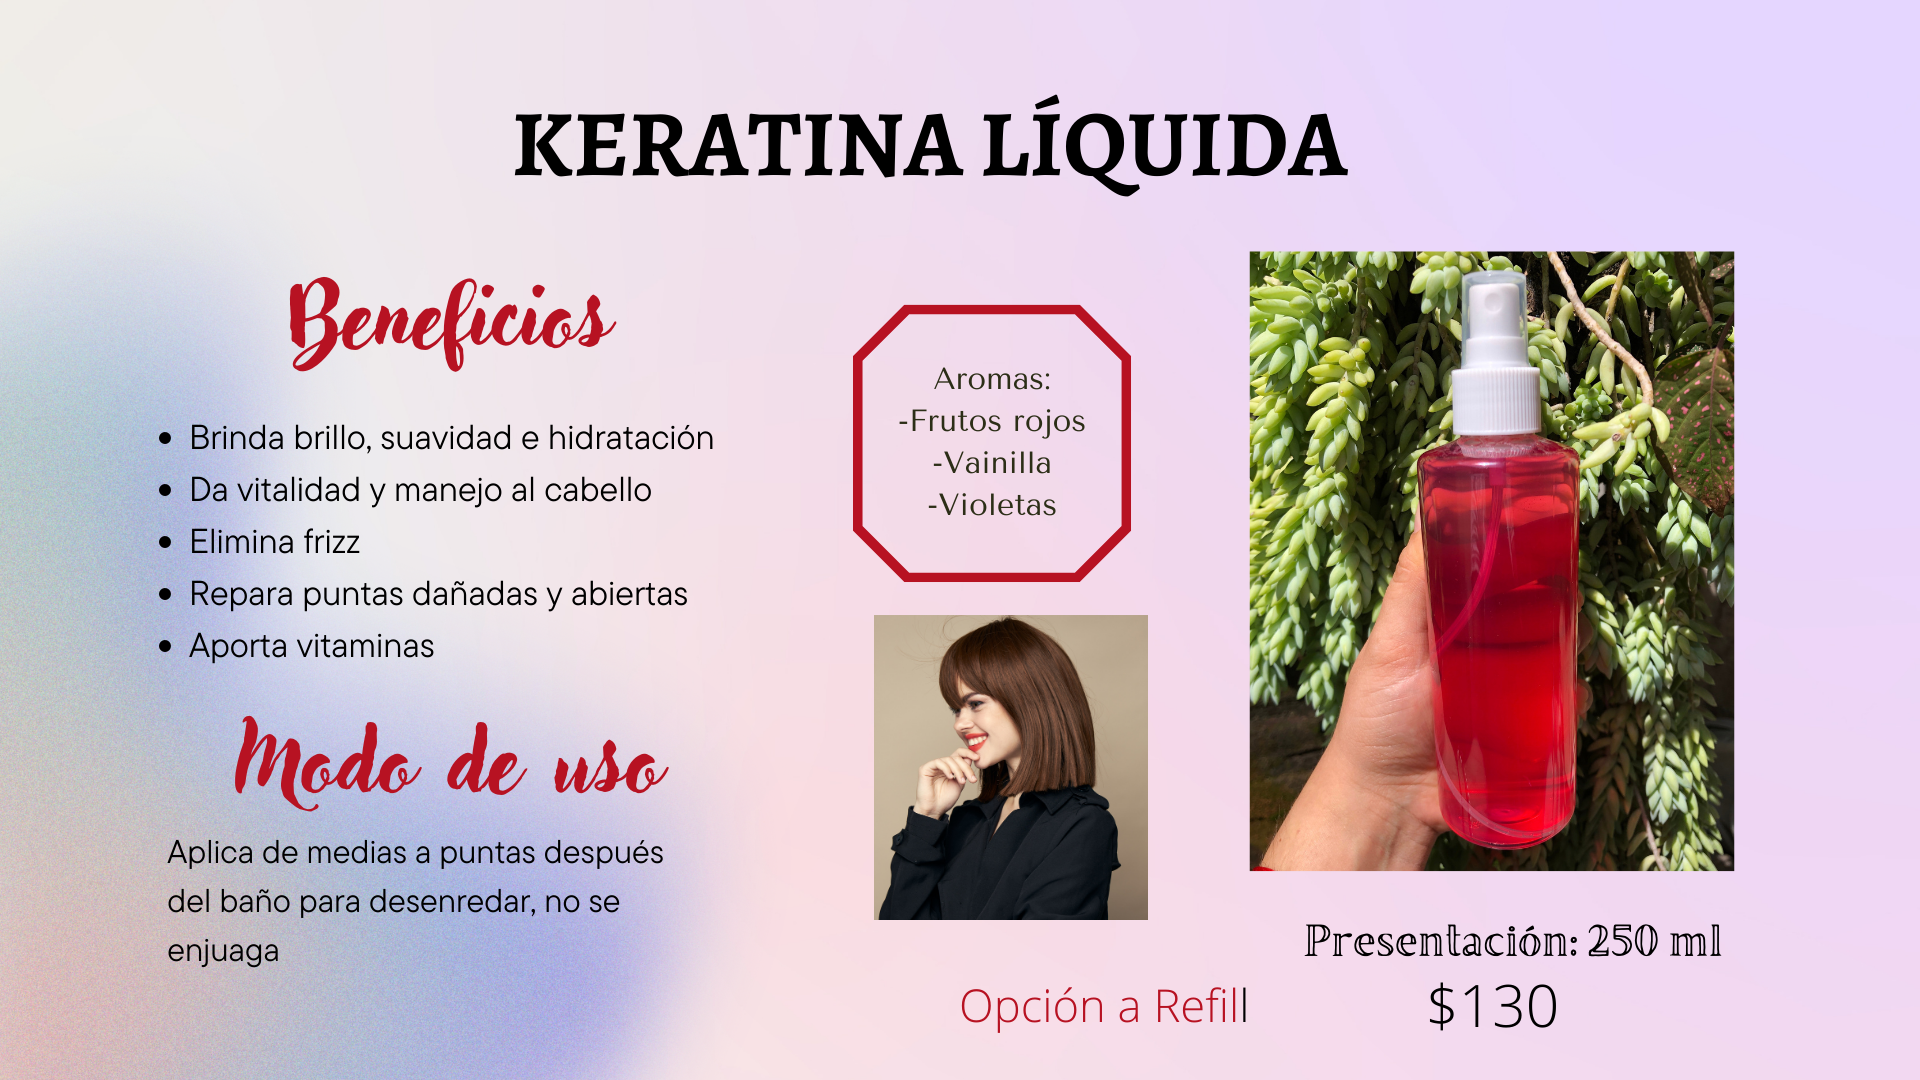 KERATINA LÍQUIDA
Beneficios
• Brinda brillo, suavidad e hidratación
• Da vitalidad y manejo al cabello
• Elimina frizz
• Repara puntas dañadas y abiertas
• Aporta vitaminas
Modo de uso
Aplica de medias a puntas después
del baño para desenredar, no se
enjuaga
Aromas:
-Frutos rojos
-Vainilla
-Violetas
Opción a Refill
Presentación: 250 ml
$130